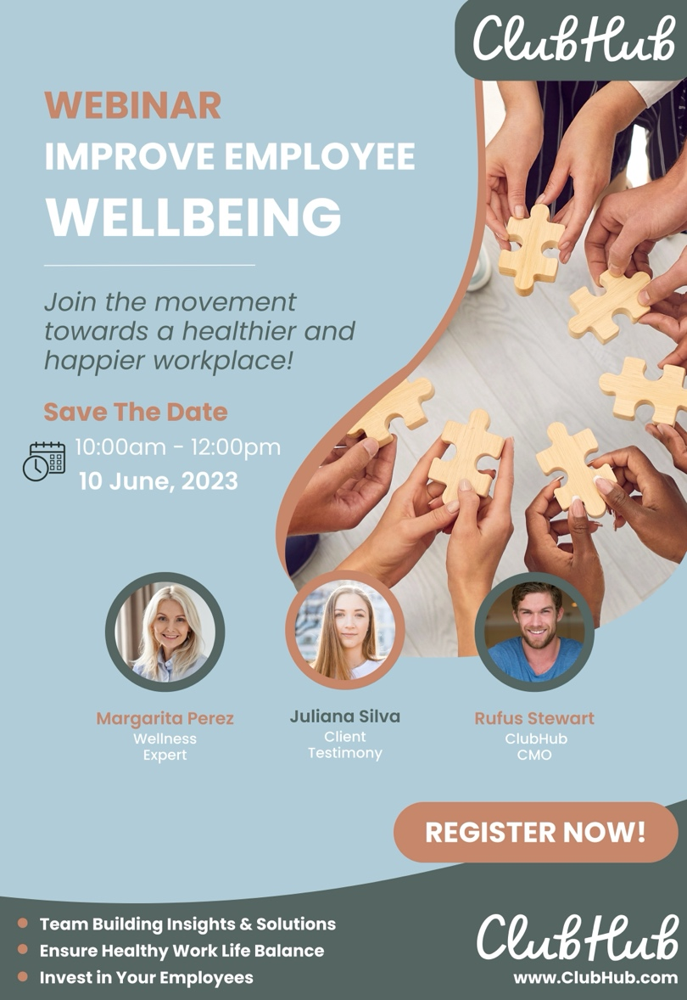 ClubHub
WEBINAR
IMPROVE EMPLOYEE
WELLBEING
Join the movement
towards a healthier and
happier workplace!
Save The Date
10:00am - 12:00pm
10 June, 2023
Margarita Perez
Wellness
Expert
Juliana Silva
Client
Testimony
Rufus Stewart
ClubHub
CMO
REGISTER NOW!
Team Building Insights & Solutions
Ensure Healthy Work Life Balance
Invest in Your Employees
ClubHub
www.ClubHub.com